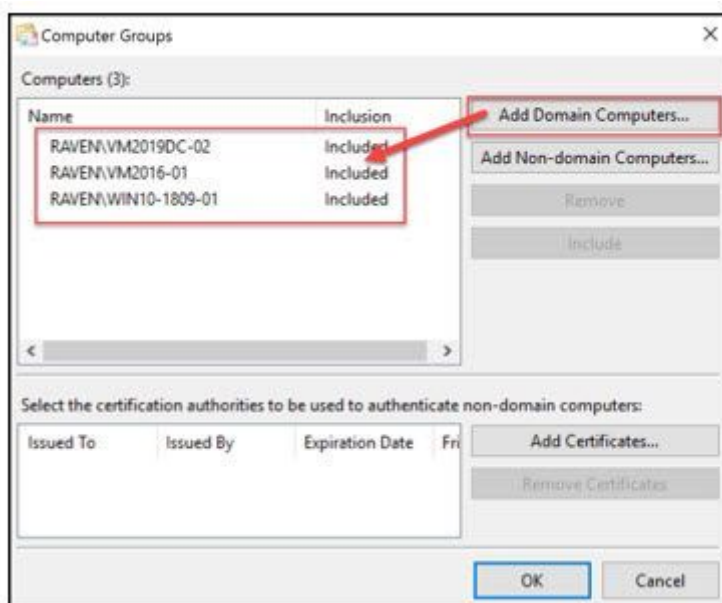 Computer Groups
Computers (3):
Name Inclusion
RAVEN\VM2019DC-02 Included
RAVEN\VM2016-01 Included
RAVEN\WIN10-1809-01 Included
Add Domain Computers...
Add Non-domain Computers...
Remove
Include
Select the certification authorities to be used to authenticate non-domain computers:
Issued To Issued By Expiration Date Fri
Add Certificates...
Remove Certificates
OK Cancel